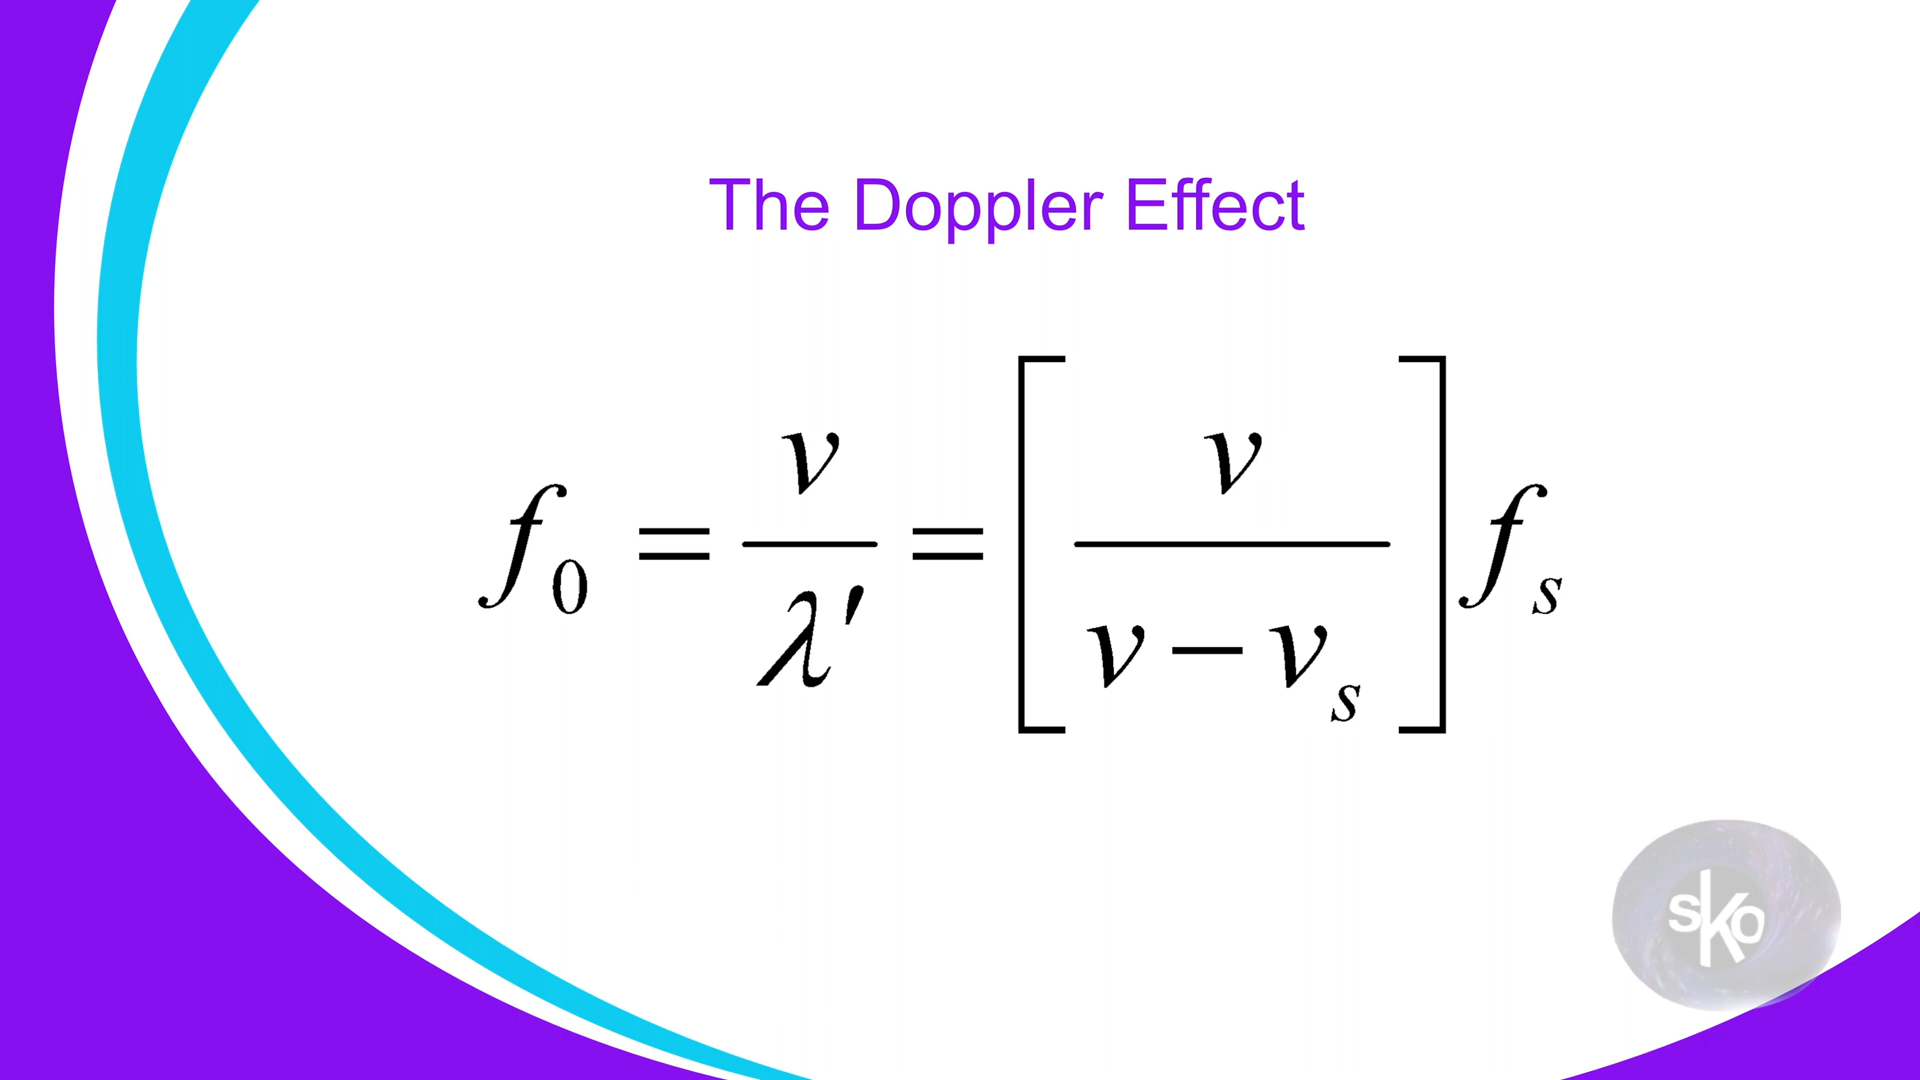 The Doppler Effect
f₀ = v/λ' = [v/(v − vₛ)] fₛ
sKo